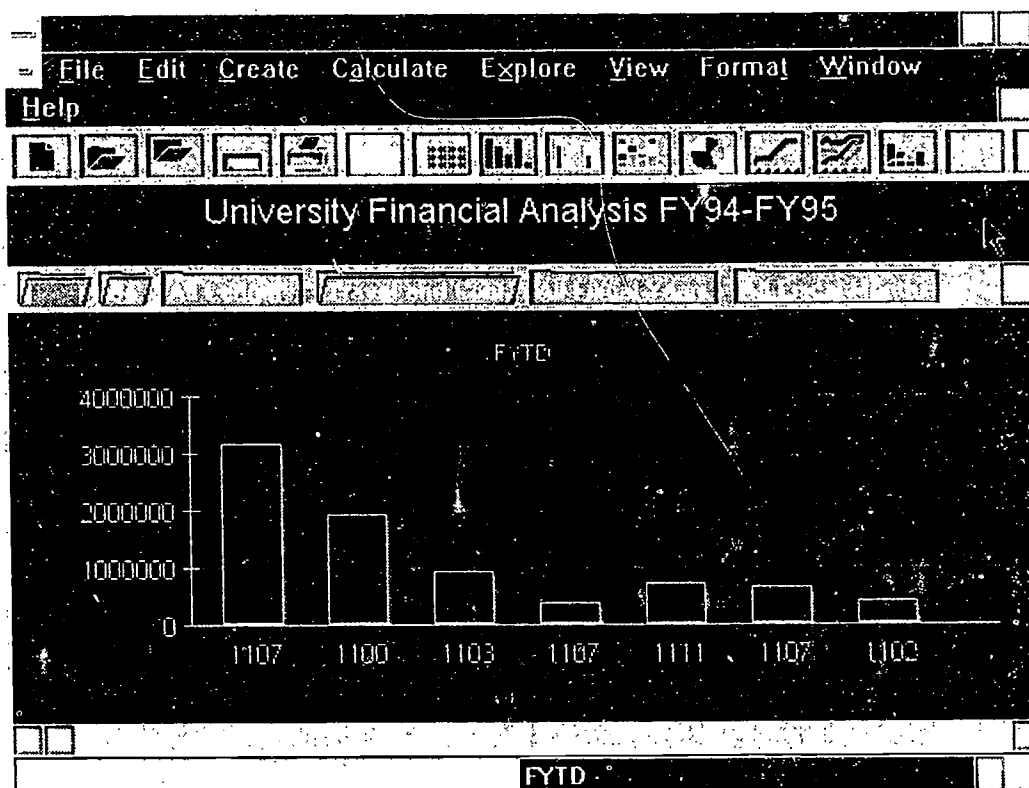 File Edit Create Calculate Explore View Format Window
Help
University Financial Analysis FY94-FY95
FYTD
4000000
3000000
2000000
1000000
0
1107 1100 1103 1107 1111 1107 1102
FYTD